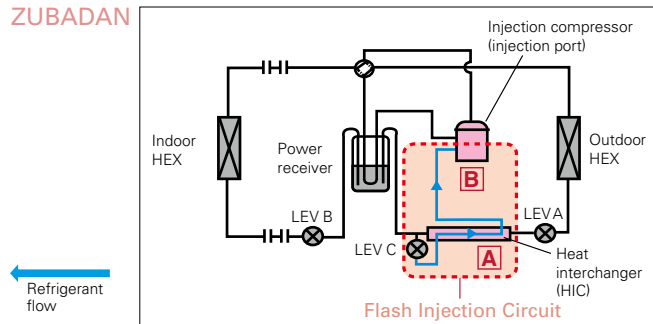 ZUBADAN
Injection compressor
(injection port)
Indoor
HEX
Power
receiver
Outdoor
HEX
B
LEV B
LEV A
LEV C
A
Heat
interchanger
(HIC)
Refrigerant
flow
Flash Injection Circuit